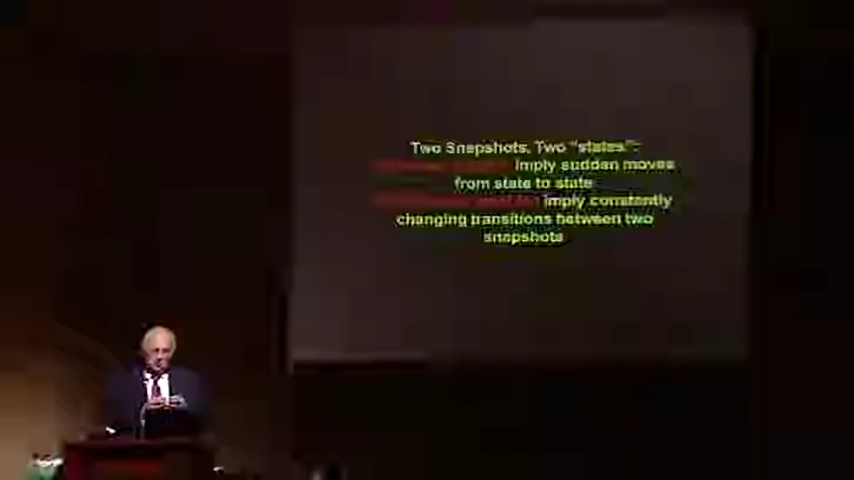 Two Snapshots, Two "states":
imply sudden moves
from state to state
imply constantly
changing transitions between two
snapshots